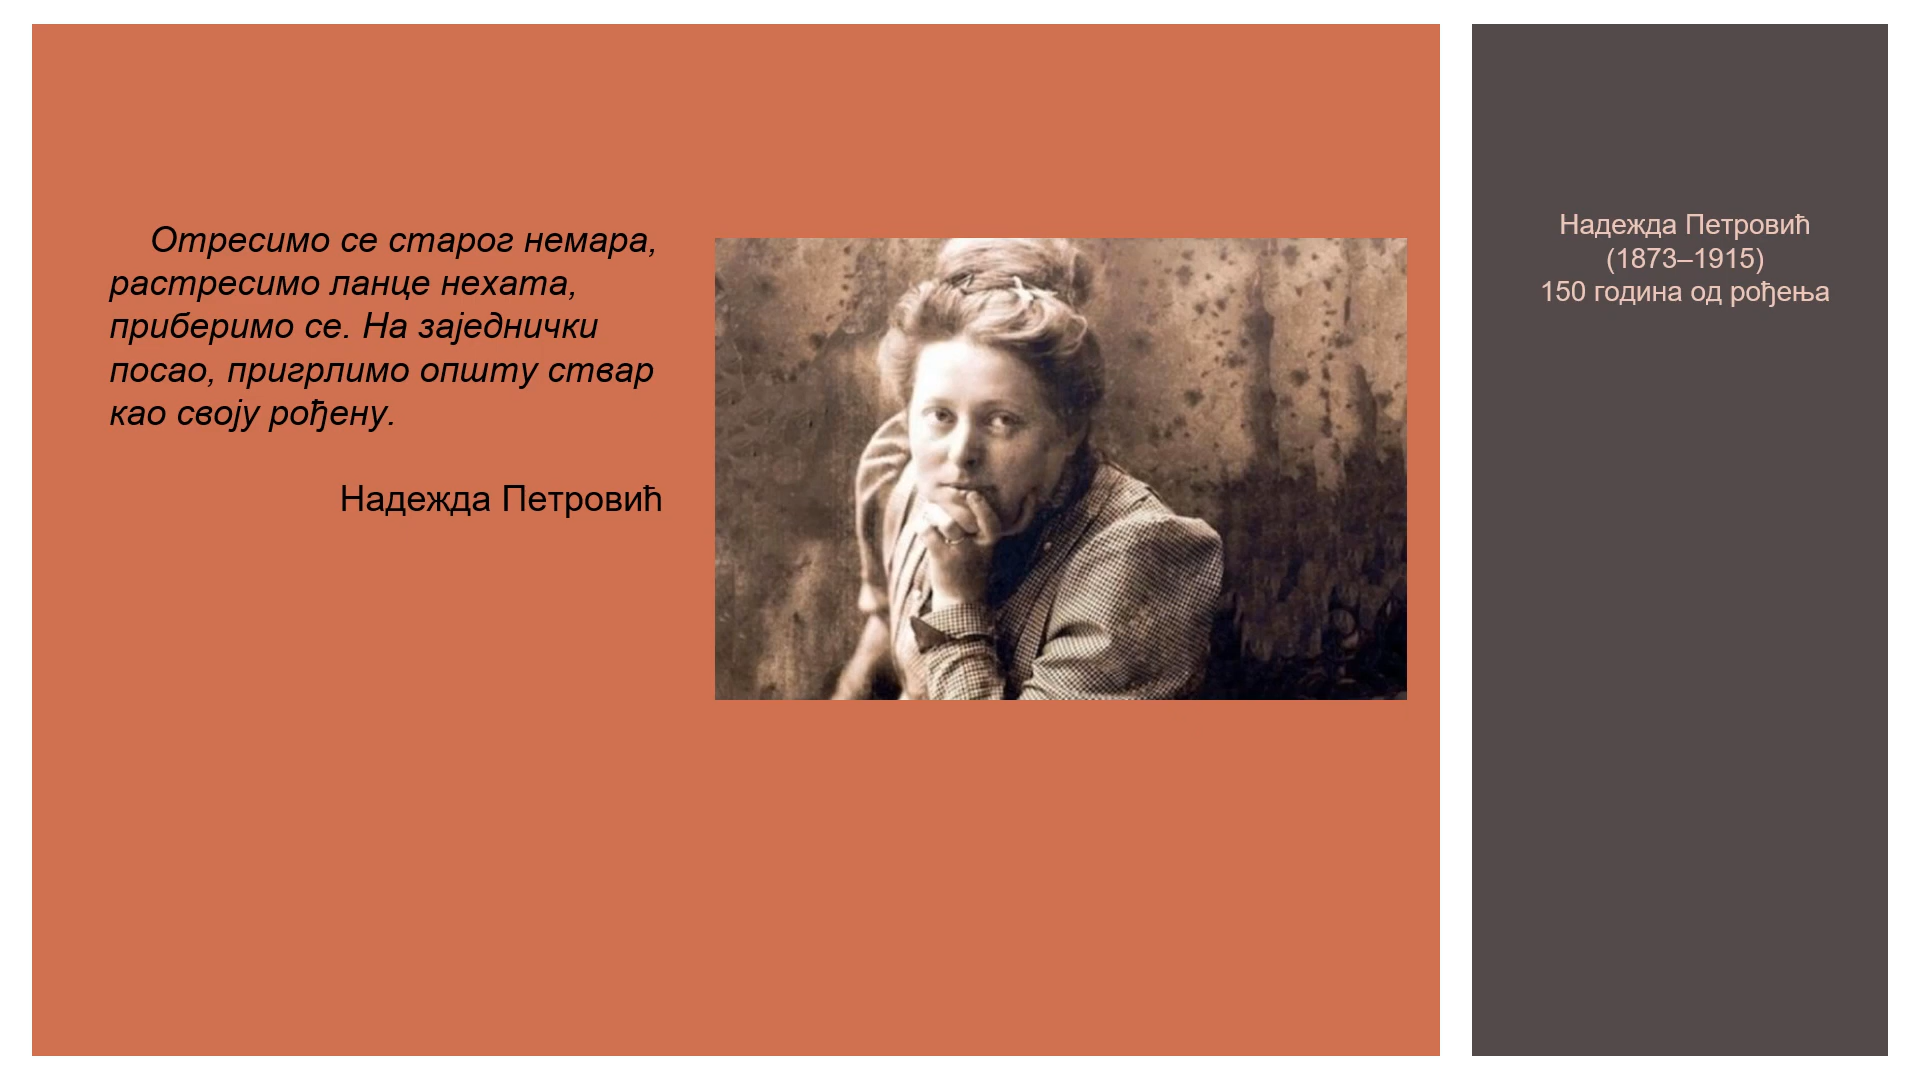 Отресимо се старог немара,
растресимо ланце нехата,
приберимо се. На заједнички
посао, пригрлимо општу ствар
као своју рођену.
Надежда Петровић
Надежда Петровић
(1873–1915)
150 година од рођења